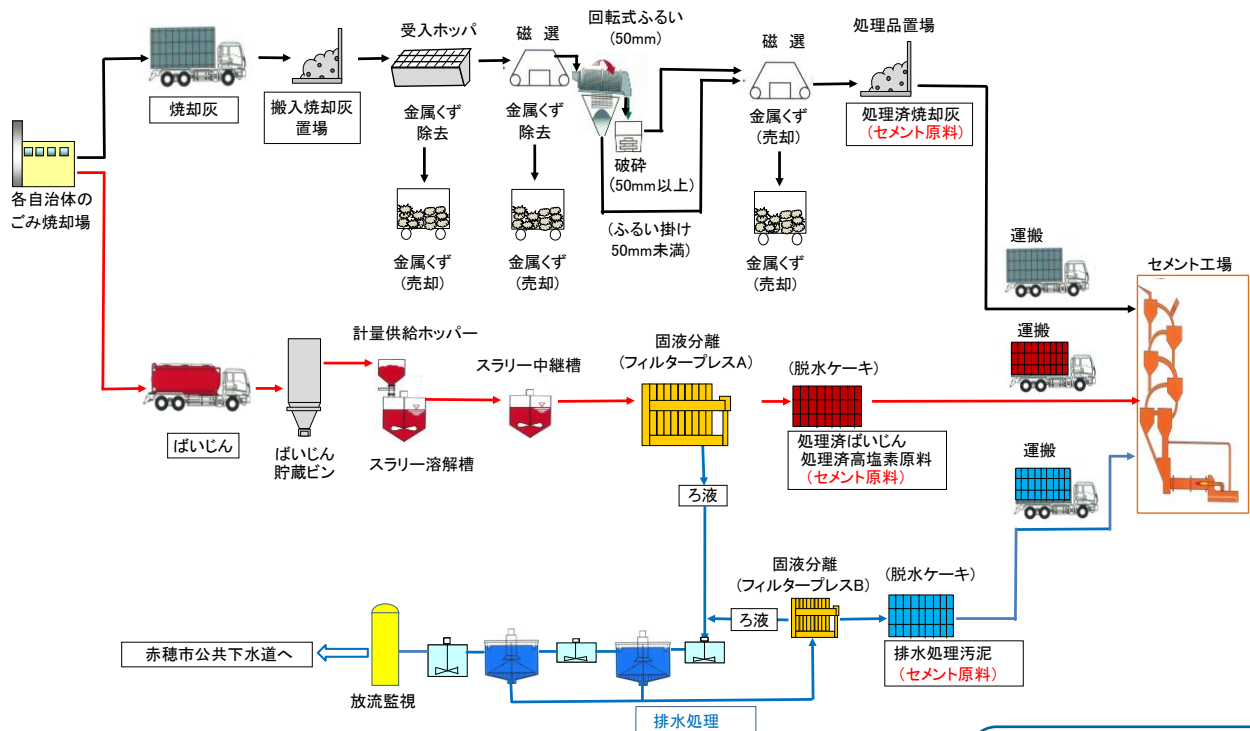 各自治体の
ごみ焼却場
焼却灰
搬入焼却灰
置場
受入ホッパ
金属くず
除去
金属くず
(売却)
磁 選
金属くず
除去
金属くず
(売却)
回転式ふるい
(50mm)
破砕
(50mm以上)
(ふるい掛け
50mm未満)
磁 選
金属くず
(売却)
金属くず
(売却)
処理品置場
処理済焼却灰
(セメント原料)
運搬
セメント工場
ばいじん
ばいじん
貯蔵ビン
計量供給ホッパー
スラリー溶解槽
スラリー中継槽
固液分離
(フィルタープレスA)
(脱水ケーキ)
処理済ばいじん
処理済高塩素原料
(セメント原料)
運搬
ろ液
固液分離
(フィルタープレスB)
ろ液
(脱水ケーキ)
排水処理汚泥
(セメント原料)
運搬
赤穂市公共下水道へ
放流監視
排水処理